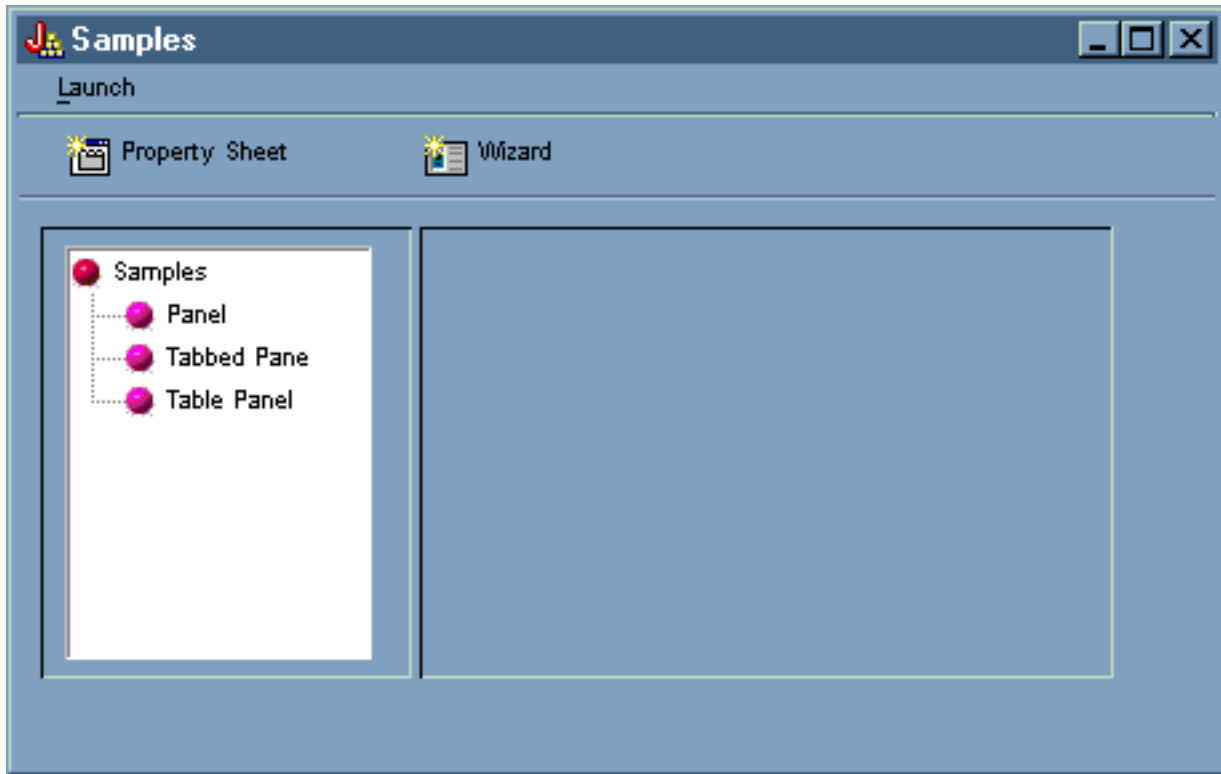 Samples
Launch
Property Sheet Wizard
Samples
Panel
Tabbed Pane
Table Panel